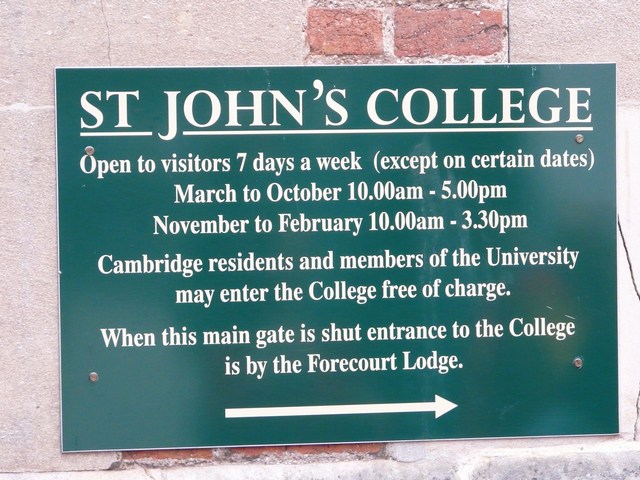 ST JOHN'S COLLEGE
Open to visitors 7 days a week (except on certain dates)
March to October 10.00am - 5.00pm
November to February 10.00am - 3.30pm
Cambridge residents and members of the University
may enter the College free of charge.
When this main gate is shut entrance to the College
is by the Forecourt Lodge.